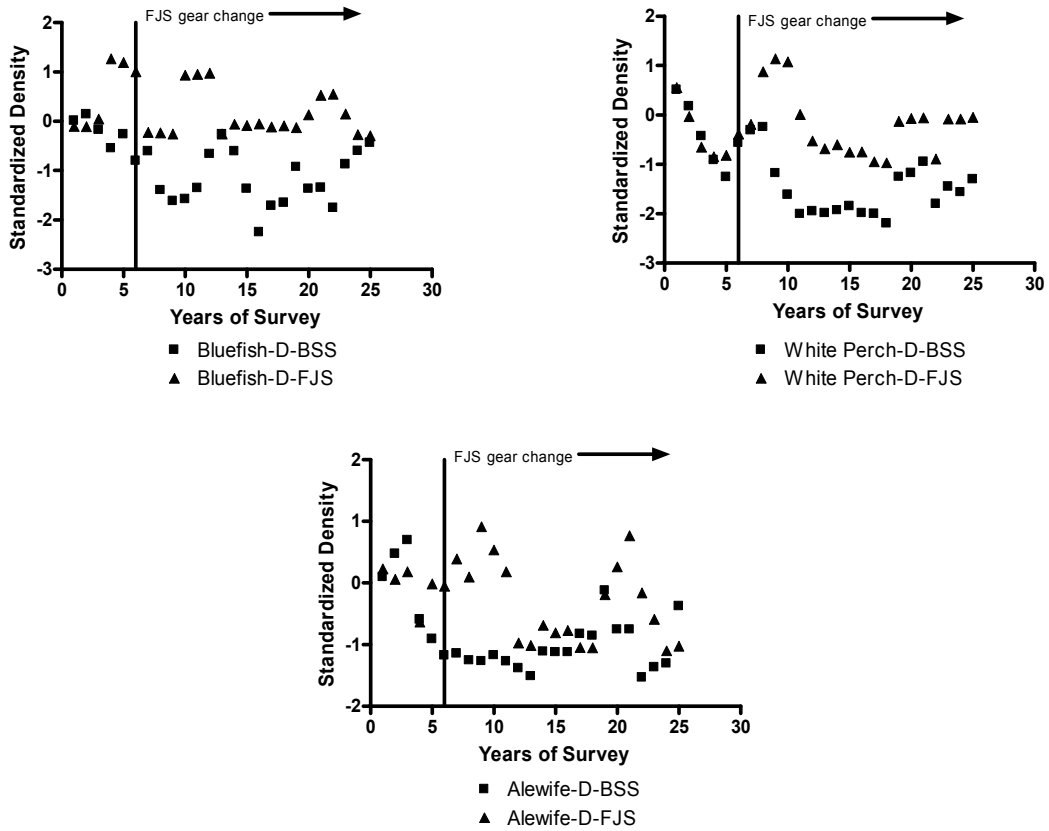 FJS gear change
2
1
0
-1
-2
-3
Standardized Density
0 5 10 15 20 25 30
Years of Survey
Bluefish-D-BSS
Bluefish-D-FJS
FJS gear change
2
1
0
-1
-2
-3
Standardized Density
0 5 10 15 20 25 30
Years of Survey
White Perch-D-BSS
White Perch-D-FJS
FJS gear change
2
1
0
-1
-2
Standardized Density
0 5 10 15 20 25 30
Years of Survey
Alewife-D-BSS
Alewife-D-FJS